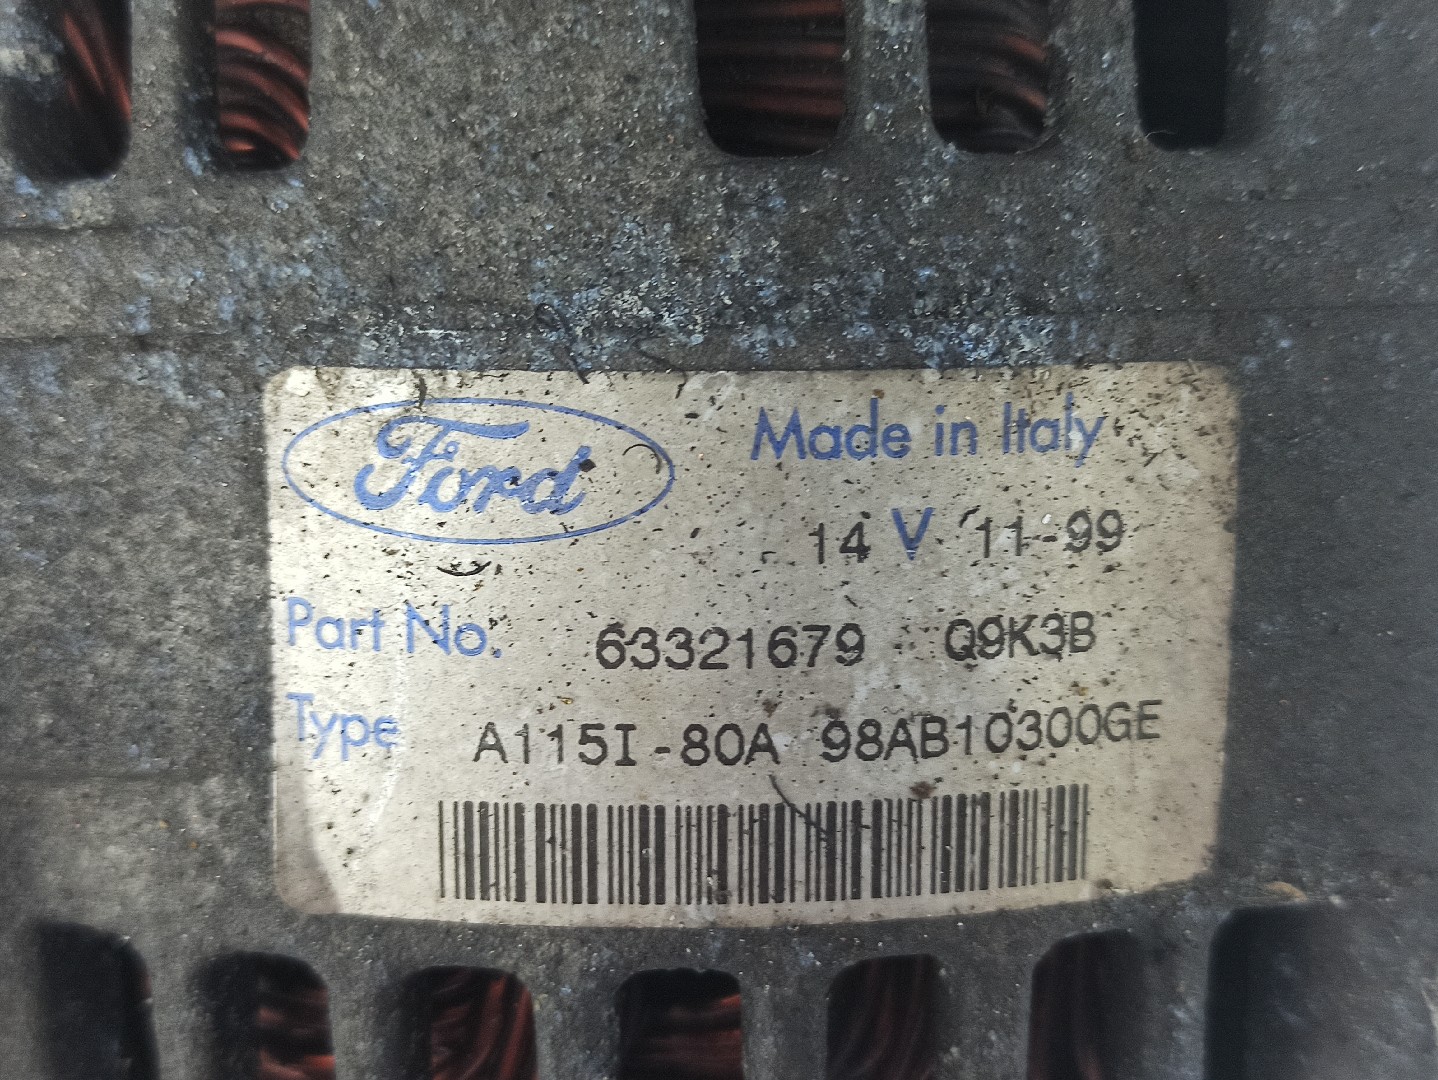 Ford Made in Italy
14 V 11-99
Part No. 63321679 Q9K3B
Type A115I-80A 98AB10300GE